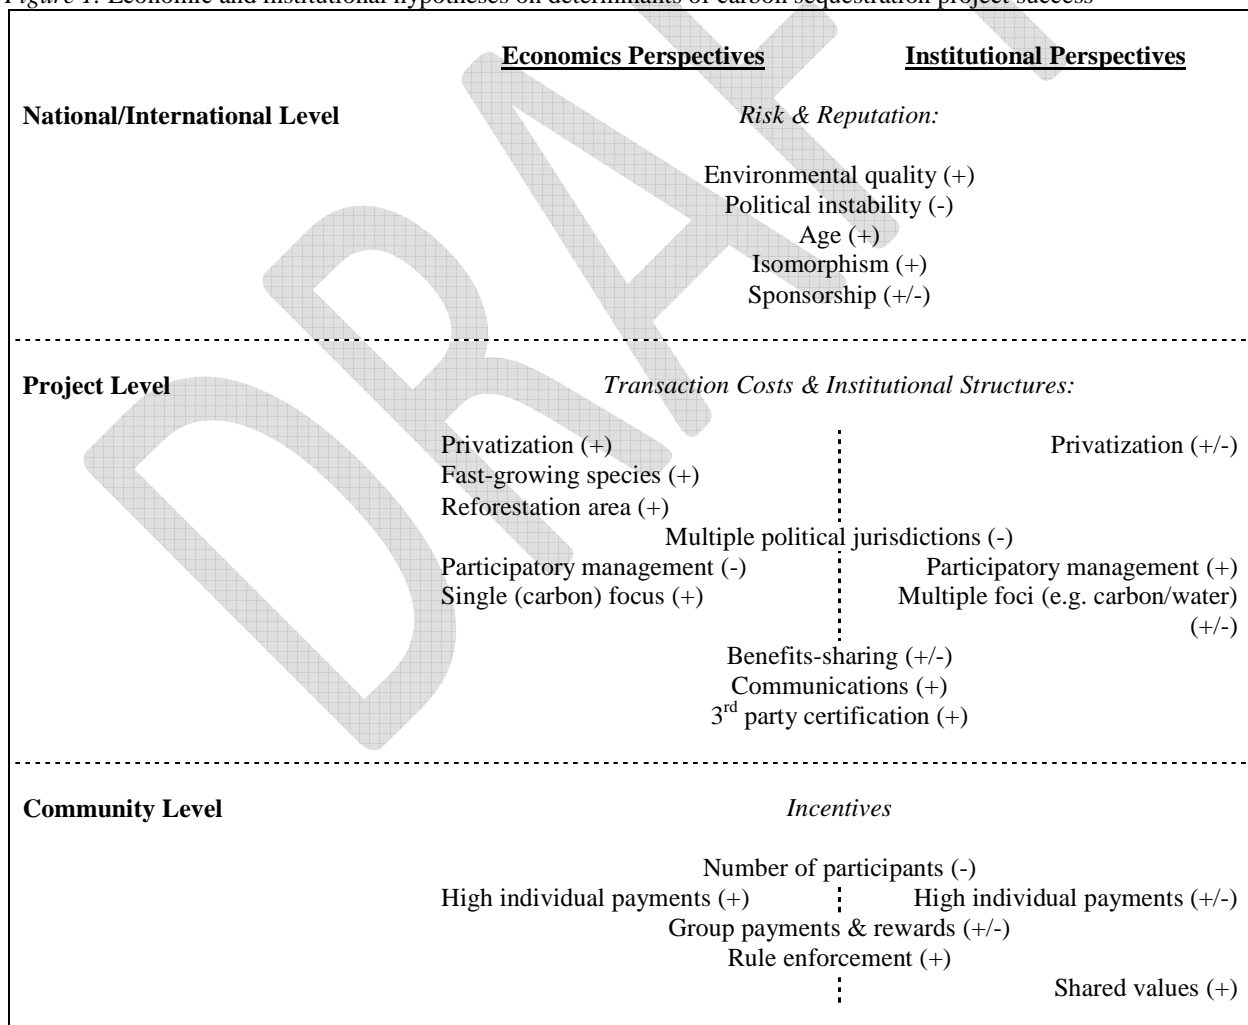 Figure 1: Economic and institutional hypotheses on determinants of carbon sequestration project success
Economics Perspectives Institutional Perspectives
National/International Level Risk & Reputation:
Environmental quality (+)
Political instability (-)
Age (+)
Isomorphism (+)
Sponsorship (+/-)
Project Level Transaction Costs & Institutional Structures:
Privatization (+) Privatization (+/-)
Fast-growing species (+)
Reforestation area (+)
Multiple political jurisdictions (-)
Participatory management (-) Participatory management (+)
Single (carbon) focus (+) Multiple foci (e.g. carbon/water)
(+/-)
Benefits-sharing (+/-)
Communications (+)
3rd party certification (+)
Community Level Incentives
Number of participants (-)
High individual payments (+) High individual payments (+/-)
Group payments & rewards (+/-)
Rule enforcement (+)
Shared values (+)
DRAFT